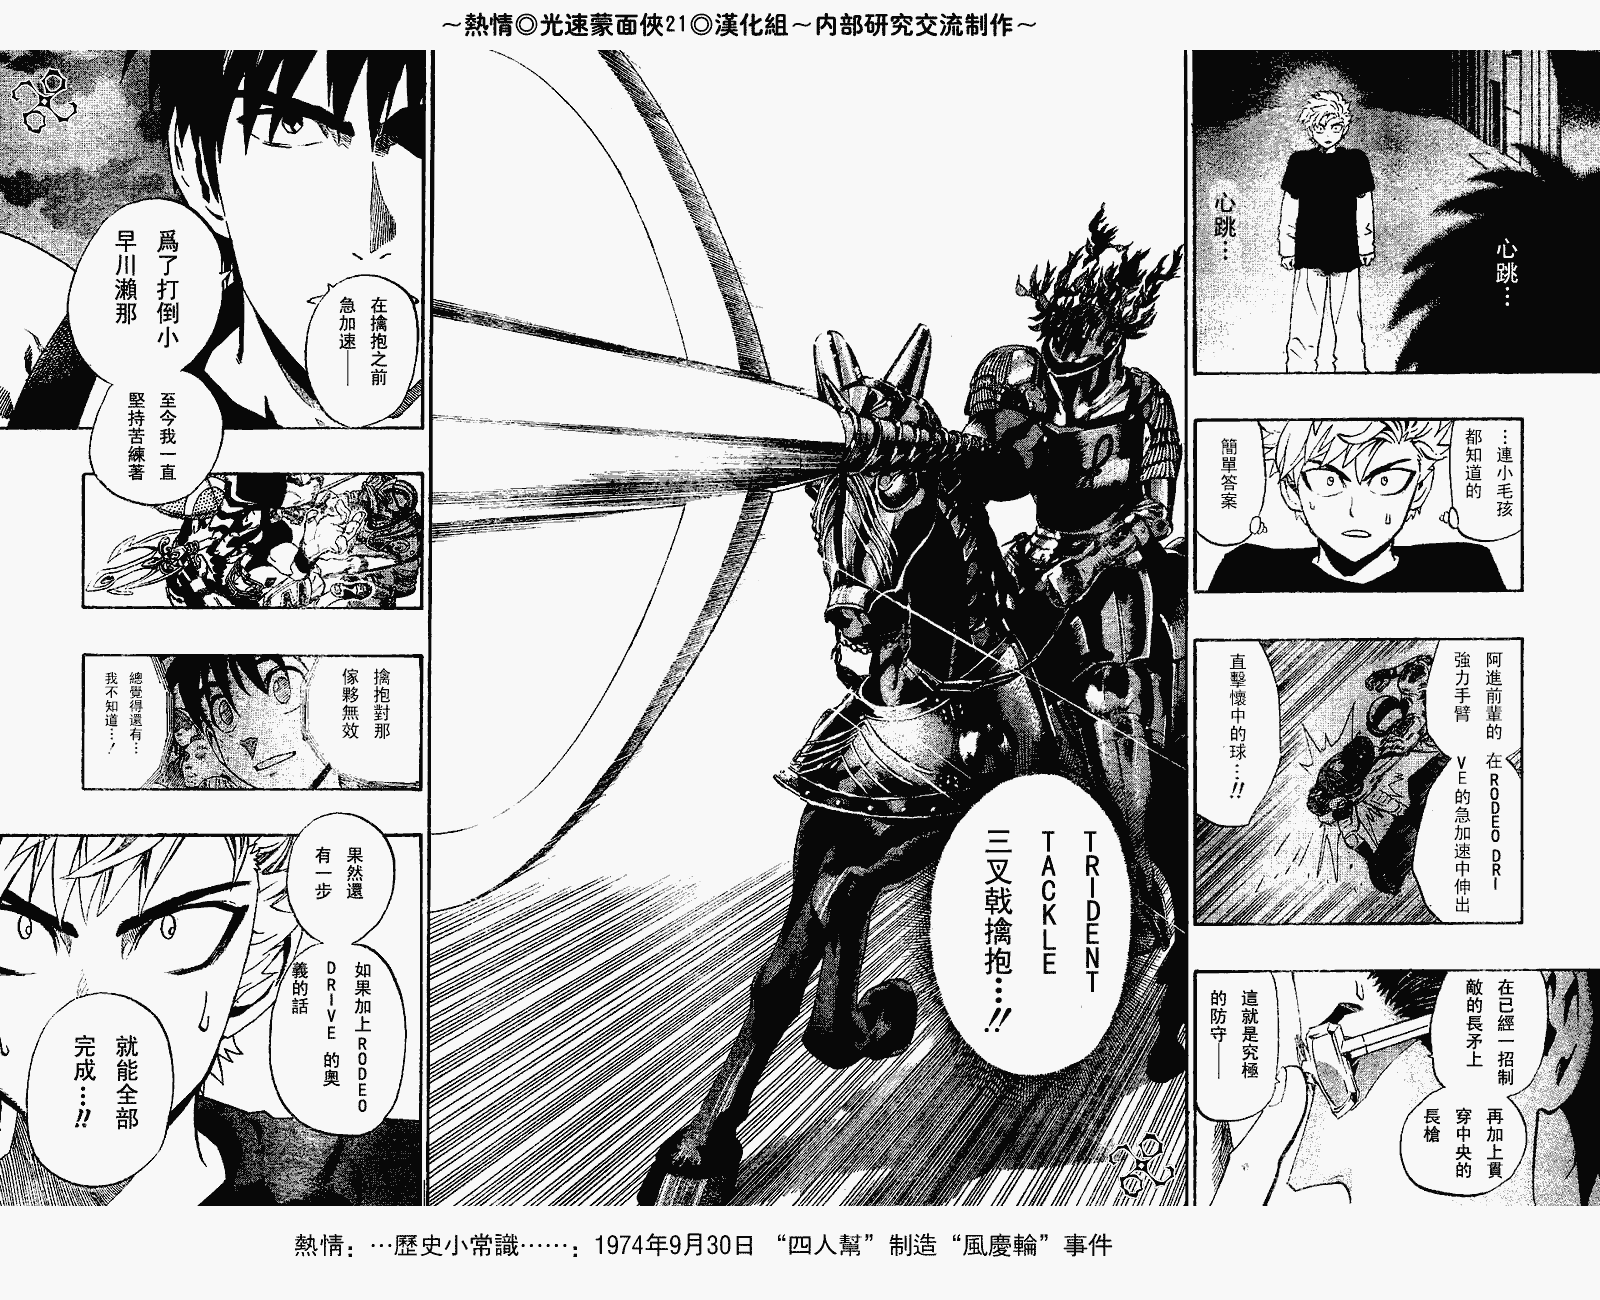 ～熱情◎光速蒙面俠21◎漢化組～内部研究交流制作～
心跳…
心跳…
…連小毛孩
都知道的
簡單答案
阿進前輩的
強力手臂
在RODEO DRI
VE的急加速中伸出
直擊懷中的球…!!
在已經一招制
敵的長矛上
再加上貫
穿中央的
長槍
這就是究極
的防守——
TRIDENT
TACKLE
三叉戟擒抱…!!
在擒抱之前
急加速——
爲了打倒小
早川瀨那
至今我一直
堅持苦練著
擒抱對那
傢夥無效
總覺得還有…
我不知道…!
果然還
有一步
如果加上RODEO
DRIVE 的奧
義的話
就能全部
完成…!!
熱情：…歷史小常識……：1974年9月30日 “四人幫”制造“風慶輪”事件